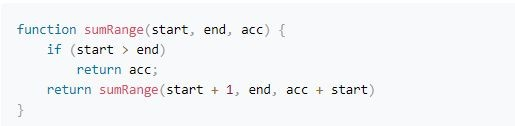 function sumRange(start, end, acc) {
    if (start > end)
        return acc;
    return sumRange(start + 1, end, acc + start)
}